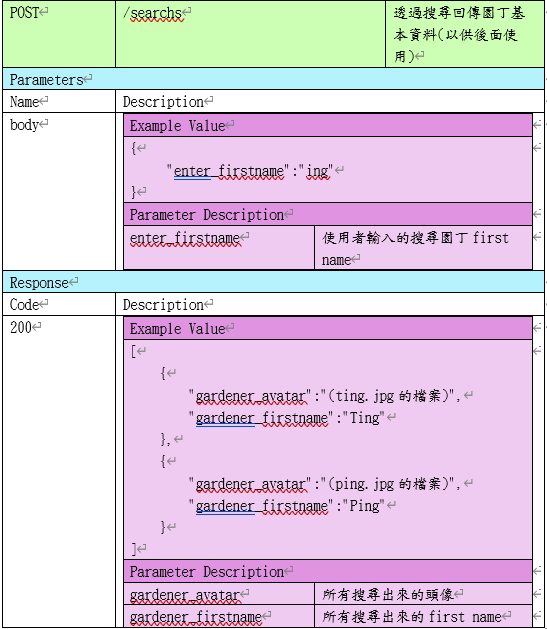 POST /searchs 透過搜尋回傳園丁基
本資料(以供後面使
用)
Parameters
Name Description
body Example Value
{
"enter_firstname":"ing"
}
Parameter Description
enter_firstname 使用者輸入的搜尋園丁 first
name
Response
Code Description
200 Example Value
[
{
"gardener_avatar":"(ting.jpg 的檔案)",
"gardener_firstname":"Ting"
},
{
"gardener_avatar":"(ping.jpg 的檔案)",
"gardener_firstname":"Ping"
}
]
Parameter Description
gardener_avatar 所有搜尋出來的頭像
gardener_firstname 所有搜尋出來的 first name